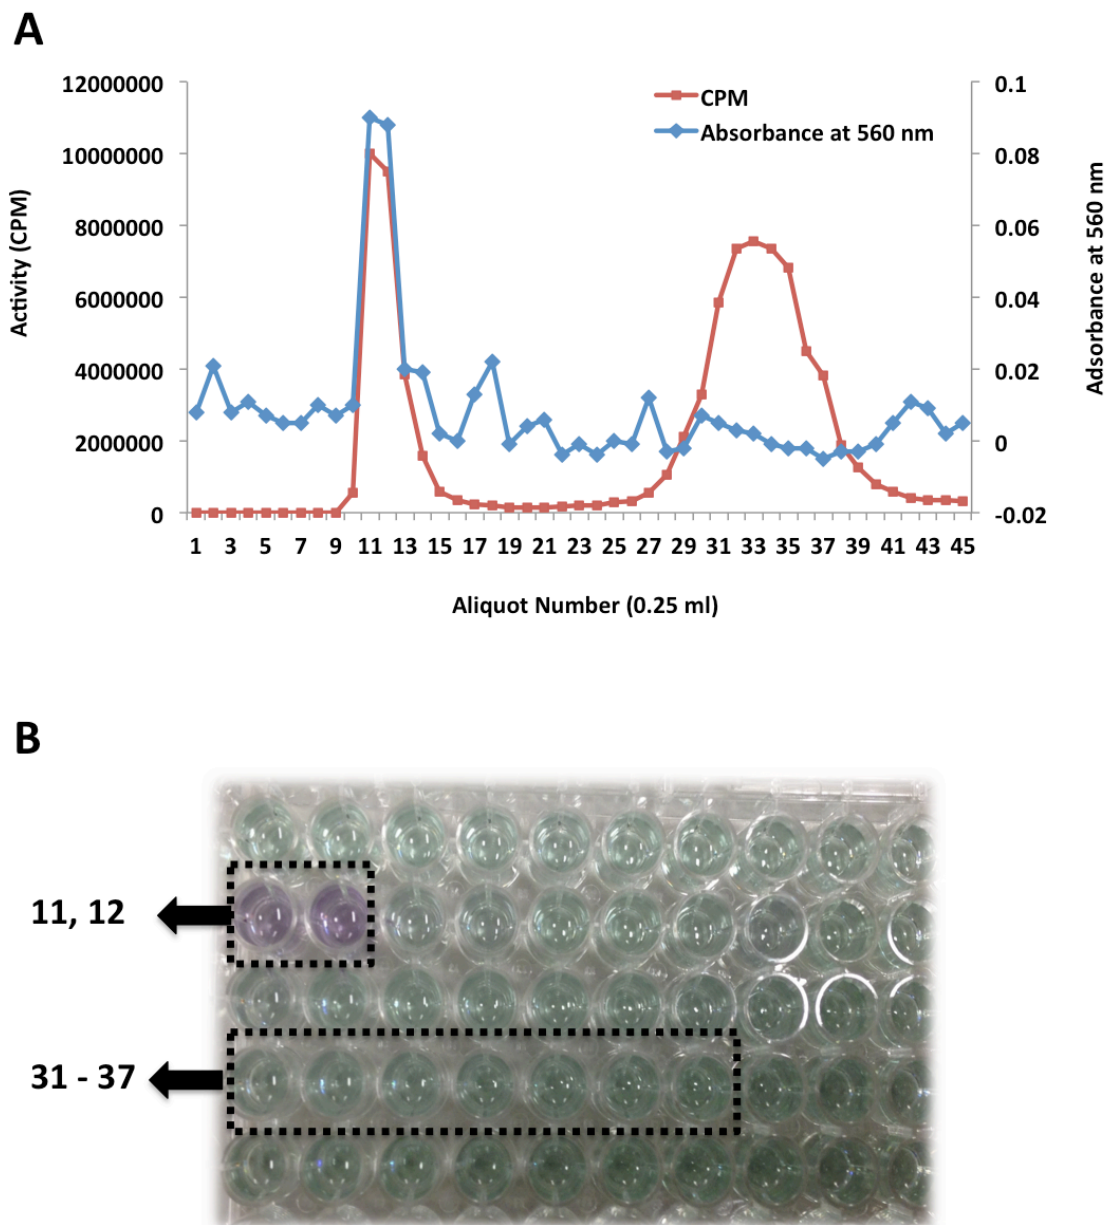 A
12000000
10000000
8000000
6000000
4000000
2000000
0
Activity (CPM)
CPM
Absorbance at 560 nm
0.1
0.08
0.06
0.04
0.02
0
-0.02
Adsorbance at 560 nm
1 3 5 7 9 11 13 15 17 19 21 23 25 27 29 31 33 35 37 39 41 43 45
Aliquot Number (0.25 ml)
B
11, 12
31 - 37